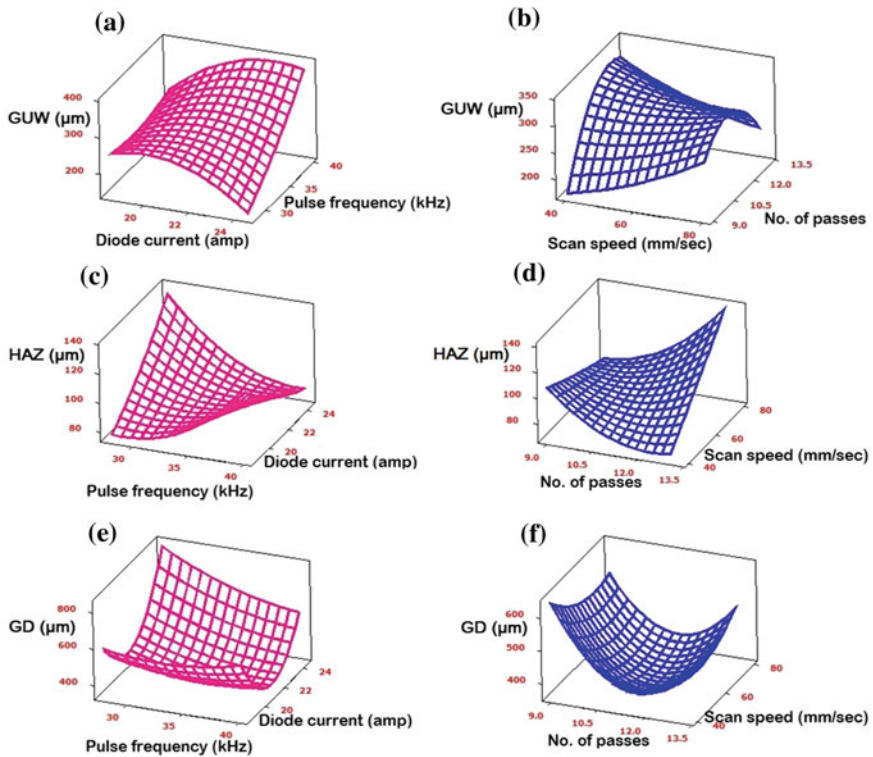 (a)
GUW (µm)
400
300
200
20
22
24
Diode current (amp)
30
35
40
Pulse frequency (kHz)
(b)
GUW (µm)
350
300
250
200
40
60
80
Scan speed (mm/sec)
9.0
10.5
12.0
13.5
No. of passes
(c)
HAZ (µm)
140
120
100
80
30
35
40
Pulse frequency (kHz)
20
22
24
Diode current (amp)
(d)
HAZ (µm)
140
120
100
80
9.0
10.5
12.0
13.5
No. of passes
40
60
80
Scan speed (mm/sec)
(e)
GD (µm)
800
600
400
30
35
40
Pulse frequency (kHz)
20
22
24
Diode current (amp)
(f)
GD (µm)
600
500
400
9.0
10.5
12.0
13.5
No. of passes
40
60
80
Scan speed (mm/sec)